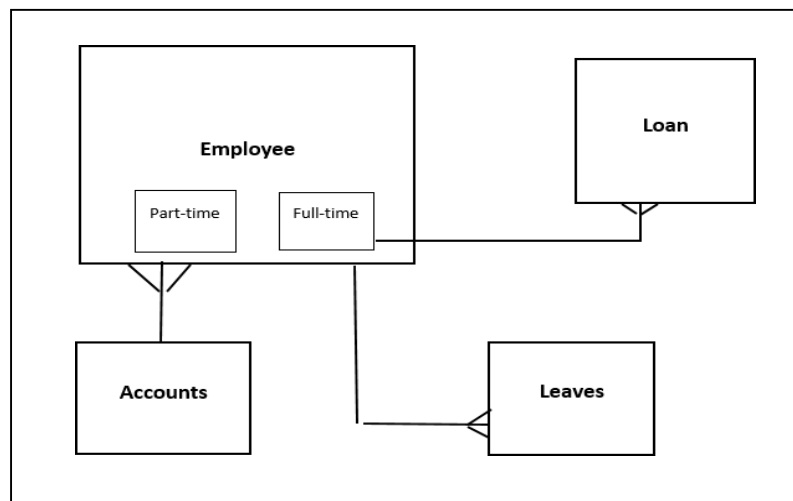 Employee
Loan
Part-time
Full-time
Accounts
Leaves